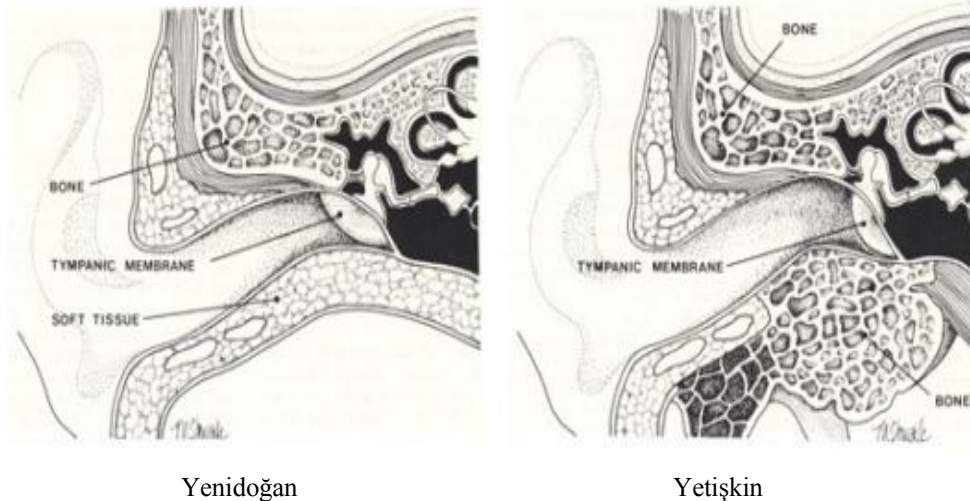 BONE
TYMPANIC MEMBRANE
SOFT TISSUE
BONE
TYMPANIC MEMBRANE
BONE
Yenidoğan
Yetişkin